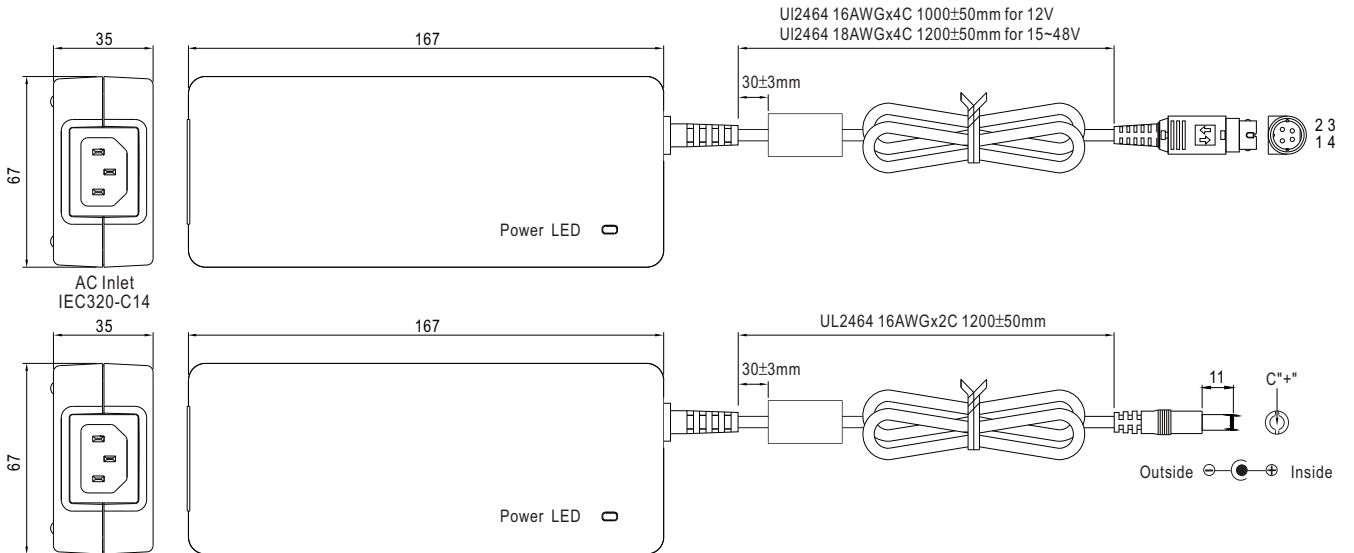 UI2464 16AWGx4C 1000±50mm for 12V
UI2464 18AWGx4C 1200±50mm for 15~48V
35
167
30±3mm
67
2 3
1 4
Power LED
AC Inlet
IEC320-C14
35
167
UL2464 16AWGx2C 1200±50mm
30±3mm
11
C"+"
67
Outside
Inside
Power LED